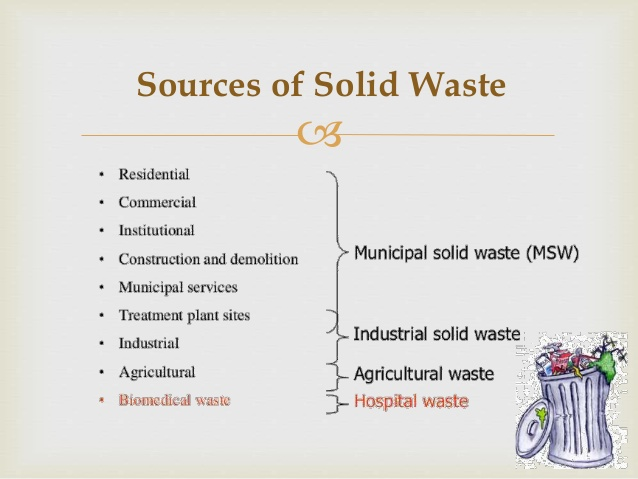 Sources of Solid Waste
• Residential
• Commercial
• Institutional
• Construction and demolition
• Municipal services
• Treatment plant sites
• Industrial
• Agricultural
• Biomedical waste
Municipal solid waste (MSW)
Industrial solid waste
Agricultural waste
Hospital waste